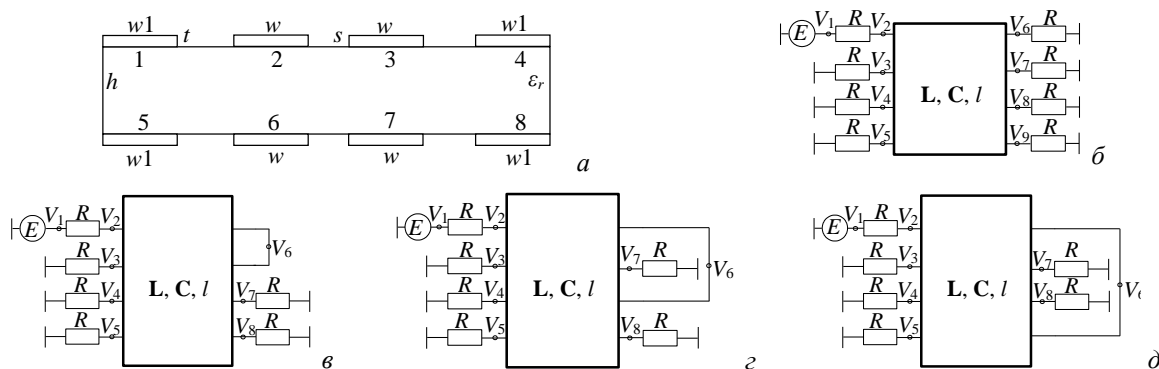 w1 w w w1
t s
1 2 3 4
h εr
5 6 7 8
w1 w w w1
а
E V1 R V2 L, C, l V6 R
V3 R V7 R
V4 R V8 R
V5 R V9 R
б
E V1 R V2 V6
R V3
R V4 L, C, l V7 R
R V5 V8 R
в
E V1 R V2
R V3 V7 R V6
R V4 L, C, l
R V5 V8 R
г
E V1 R V2
R V3 V7 R
R V4 L, C, l V8 R V6
R V5
д